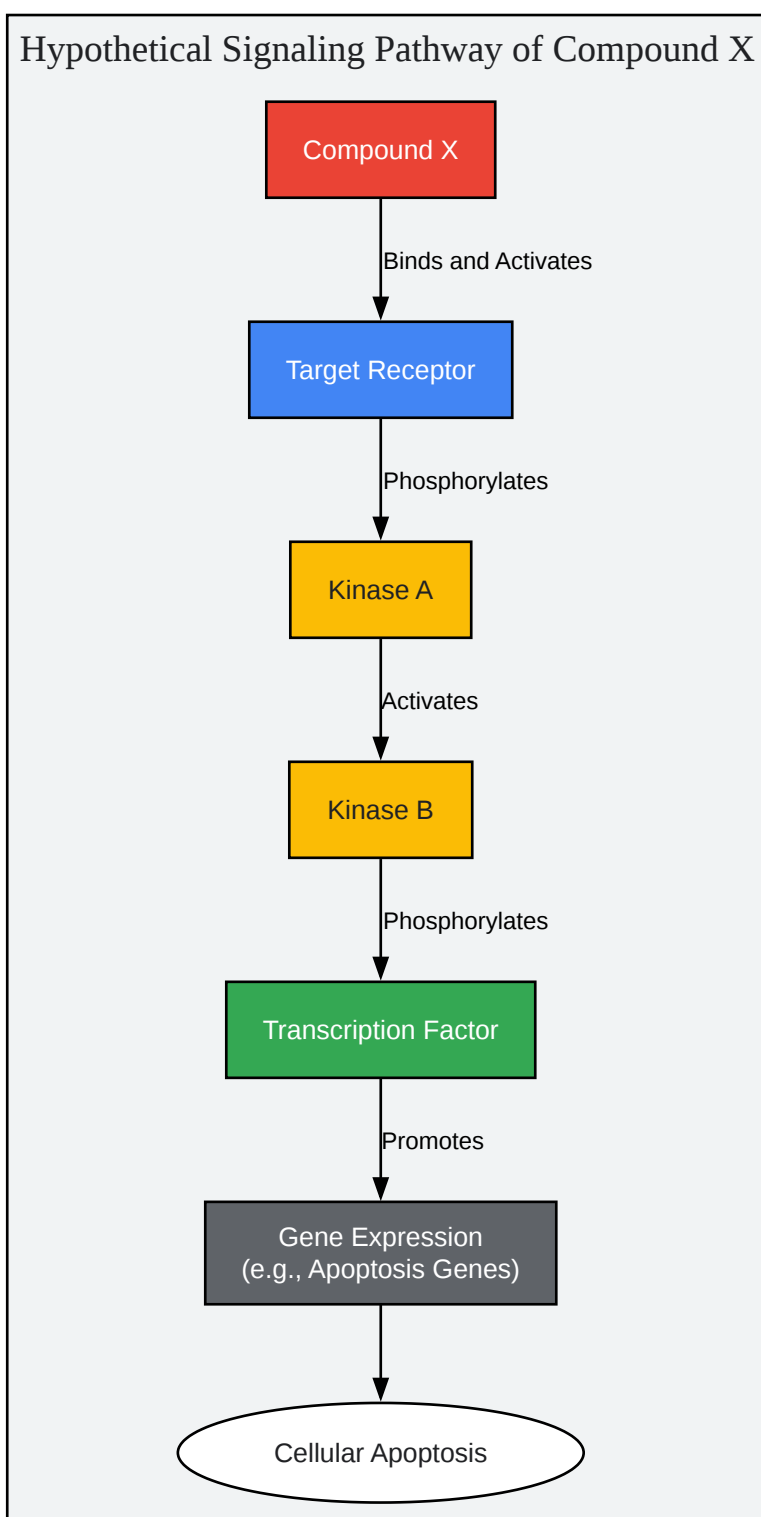 Hypothetical Signaling Pathway of Compound X
Compound X
Binds and Activates
Target Receptor
Phosphorylates
Kinase A
Activates
Kinase B
Phosphorylates
Transcription Factor
Promotes
Gene Expression
(e.g., Apoptosis Genes)
Cellular Apoptosis